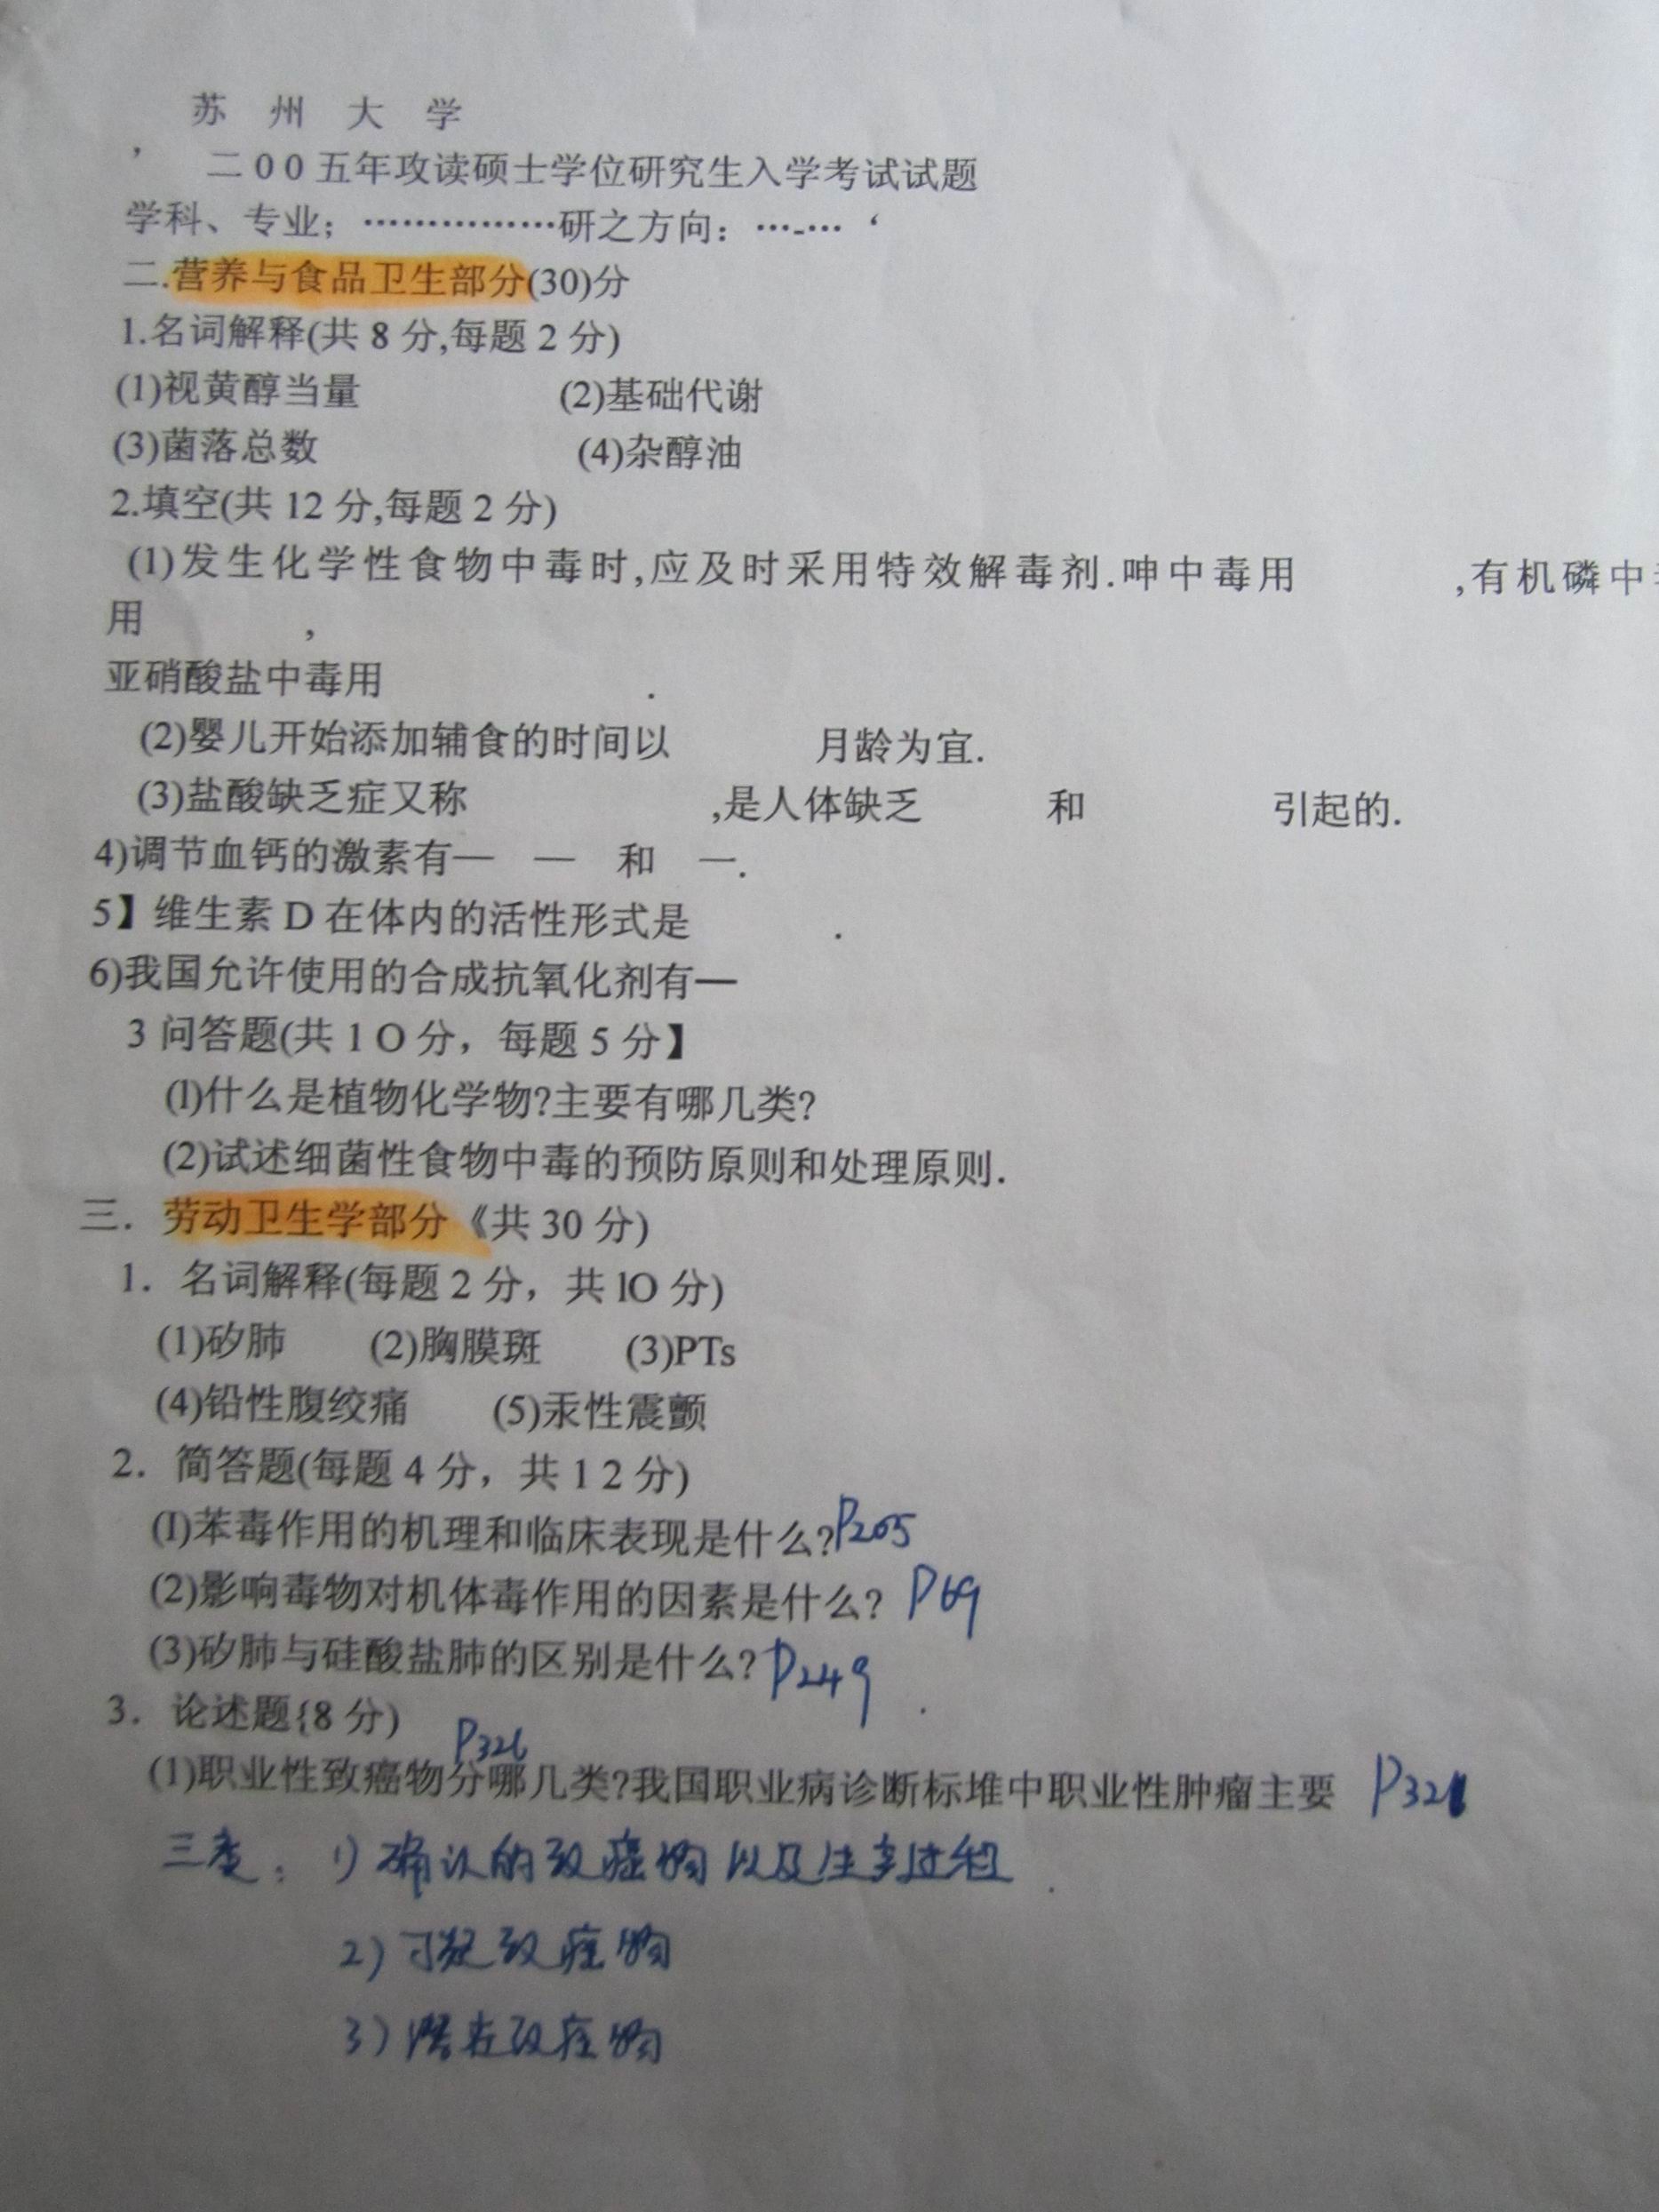 苏 州 大 学
二00五年攻读硕士学位研究生入学考试试题
学科、专业；……………研之方向：…-…‘
二.营养与食品卫生部分(30)分
1.名词解释(共8分,每题2分)
(1)视黄醇当量 (2)基础代谢
(3)菌落总数 (4)杂醇油
2.填空(共12分,每题2分)
(1)发生化学性食物中毒时,应及时采用特效解毒剂.呻中毒用 ,有机磷中
用 ,
亚硝酸盐中毒用 .
(2)婴儿开始添加辅食的时间以 月龄为宜.
(3)盐酸缺乏症又称 ,是人体缺乏 和 引起的.
4)调节血钙的激素有— — 和 —.
5】维生素D在体内的活性形式是 .
6)我国允许使用的合成抗氧化剂有—
3 问答题(共1O分，每题5分】
(l)什么是植物化学物?主要有哪几类?
(2)试述细菌性食物中毒的预防原则和处理原则.
三. 劳动卫生学部分《共30分)
1. 名词解释(每题2分，共lO分)
(1)矽肺 (2)胸膜斑 (3)PTs
(4)铅性腹绞痛 (5)汞性震颤
2. 简答题(每题4分，共12分)
(I)苯毒作用的机理和临床表现是什么?P205
(2)影响毒物对机体毒作用的因素是什么? P69
(3)矽肺与硅酸盐肺的区别是什么?P249
3. 论述题{8分)
P326
(1)职业性致癌物分哪几类?我国职业病诊断标堆中职业性肿瘤主要 P321
三类：1)确认的致癌物以及生产过程
2)可疑致癌物
3)潜在致癌物